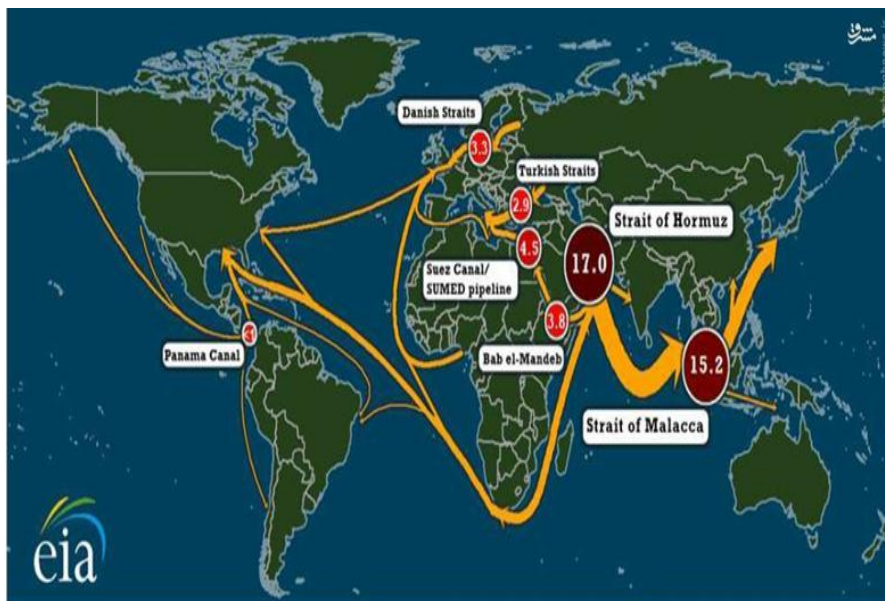 مشرق
Danish Straits
3.3
Turkish Straits
2.9
Strait of Hormuz
4.5
17.0
Suez Canal/
SUMED pipeline
3.8
Panama Canal
Bab el-Mandeb
15.2
Strait of Malacca
eia